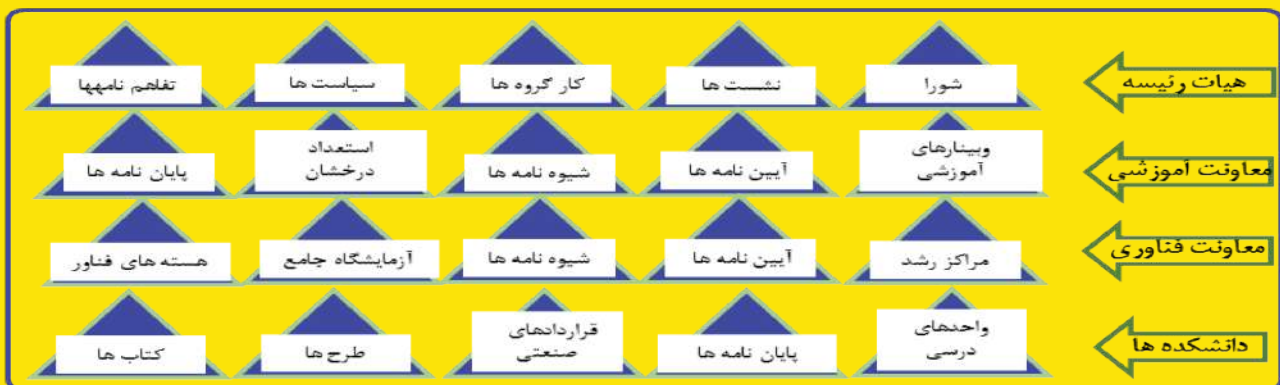 هیات رئیسه
شورا
نشست ها
کار گروه ها
سیاست ها
تفاهم نامهها
معاونت آموزشی
وبینارهای
آموزشی
آیین نامه ها
شیوه نامه ها
استعداد
درخشان
پایان نامه ها
معاونت فناوری
مراکز رشد
آیین نامه ها
شیوه نامه ها
آزمایشگاه جامع
هسته های فناور
دانشکده ها
واحدهای
درسی
پایان نامه ها
قراردادهای
صنعتی
طرح ها
کتاب ها